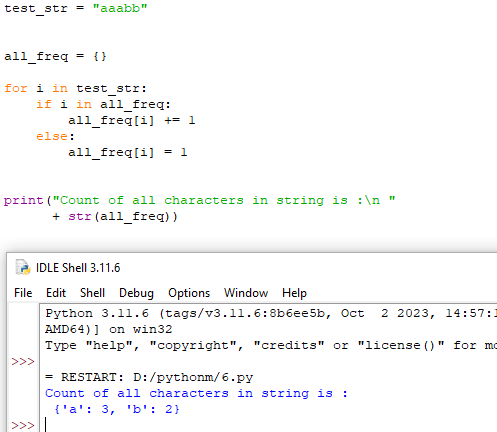 test_str = "aaabb"
all_freq = {}
for i in test_str:
    if i in all_freq:
        all_freq[i] += 1
    else:
        all_freq[i] = 1
print("Count of all characters in string is :\n "
      + str(all_freq))
IDLE Shell 3.11.6
File Edit Shell Debug Options Window Help
Python 3.11.6 (tags/v3.11.6:8b6ee5b, Oct  2 2023, 14:57:1
AMD64)] on win32
Type "help", "copyright", "credits" or "license()" for mo
>>>
= RESTART: D:/pythonm/6.py
Count of all characters in string is :
 {'a': 3, 'b': 2}
>>>